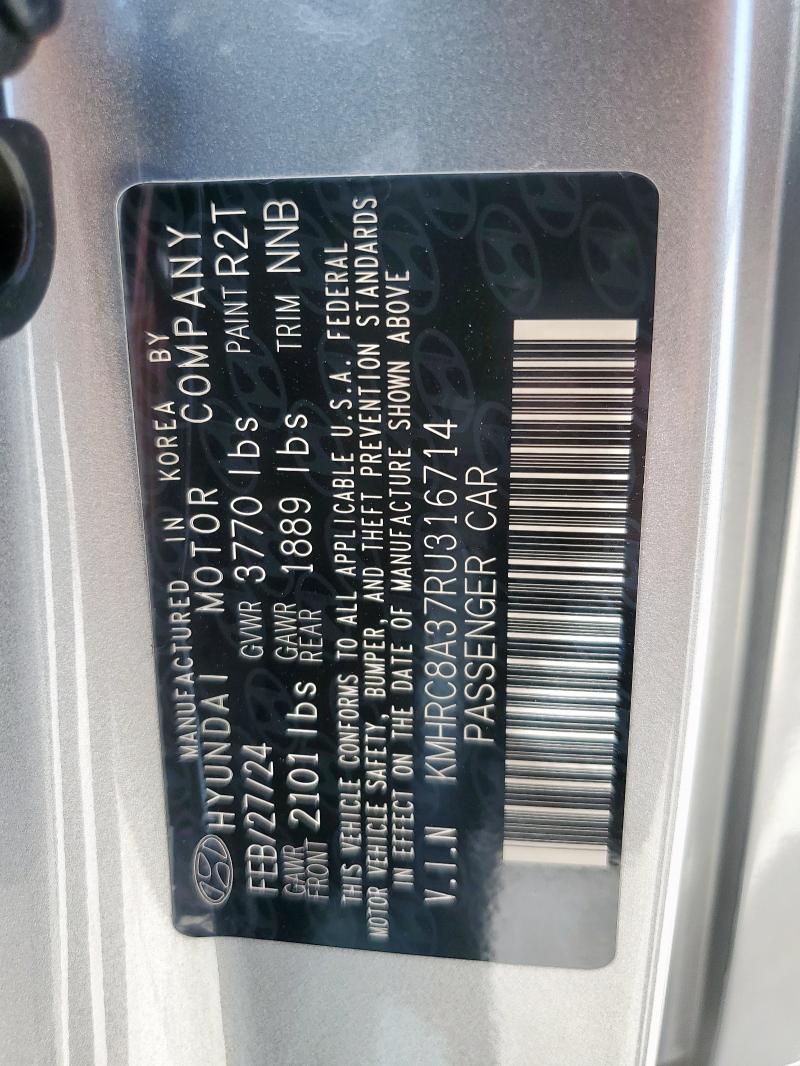 MANUFACTURED IN KOREA BY
HYUNDAI MOTOR COMPANY
FEB/27/24 GVWR 3770 lbs PAINT R2T
GAWR FRONT 2101 lbs GAWR REAR 1889 lbs TRIM NNB
THIS VEHICLE CONFORMS TO ALL APPLICABLE U.S.A. FEDERAL
MOTOR VEHICLE SAFETY, BUMPER, AND THEFT PREVENTION STANDARDS
IN EFFECT ON THE DATE OF MANUFACTURE SHOWN ABOVE
V.I.N KMHRC8A37RU316714
PASSENGER CAR